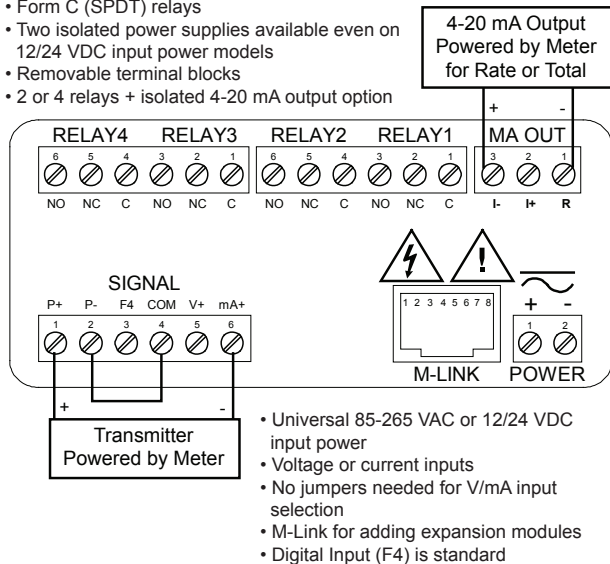 • Form C (SPDT) relays
• Two isolated power supplies available even on
12/24 VDC input power models
• Removable terminal blocks
• 2 or 4 relays + isolated 4-20 mA output option
4-20 mA Output
Powered by Meter
for Rate or Total
+ -
RELAY4 RELAY3 RELAY2 RELAY1 MA OUT
6 5 4 3 2 1 6 5 4 3 2 1 3 2 1
NO NC C NO NC C NO NC C NO NC C I- I+ R
SIGNAL
P+ P- F4 COM V+ mA+
1 2 3 4 5 6
!
1 2 3 4 5 6 7 8
+ -
1 2
M-LINK POWER
+ -
Transmitter
Powered by Meter
• Universal 85-265 VAC or 12/24 VDC
input power
• Voltage or current inputs
• No jumpers needed for V/mA input
selection
• M-Link for adding expansion modules
• Digital Input (F4) is standard